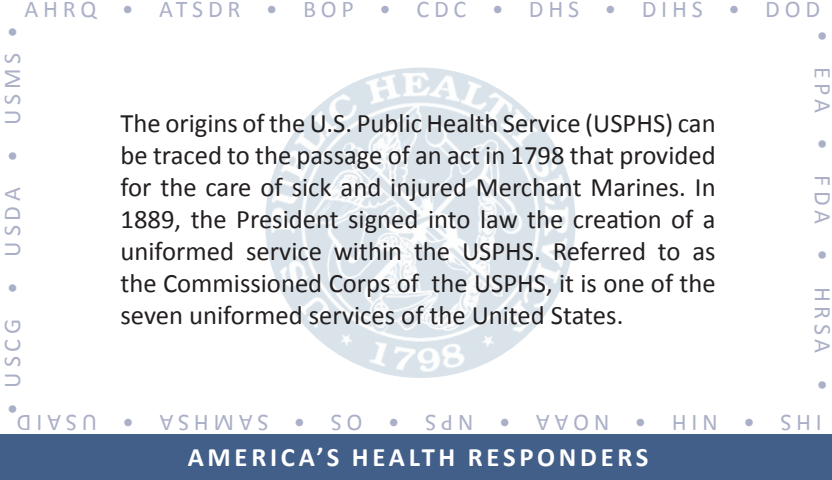 AHRQ • ATSDR • BOP • CDC • DHS • DIHS • DOD
• EPA • FDA • HRSA •
IHS • NIH • NOAA • NPS • OS • SAMHSA • USAID
• USCG • USDA • USMS •
U.S. PUBLIC HEALTH SERVICE
The origins of the U.S. Public Health Service (USPHS) can
be traced to the passage of an act in 1798 that provided
for the care of sick and injured Merchant Marines. In
1889, the President signed into law the creation of a
uniformed service within the USPHS. Referred to as
the Commissioned Corps of the USPHS, it is one of the
seven uniformed services of the United States.
* 1798 *
AMERICA'S HEALTH RESPONDERS